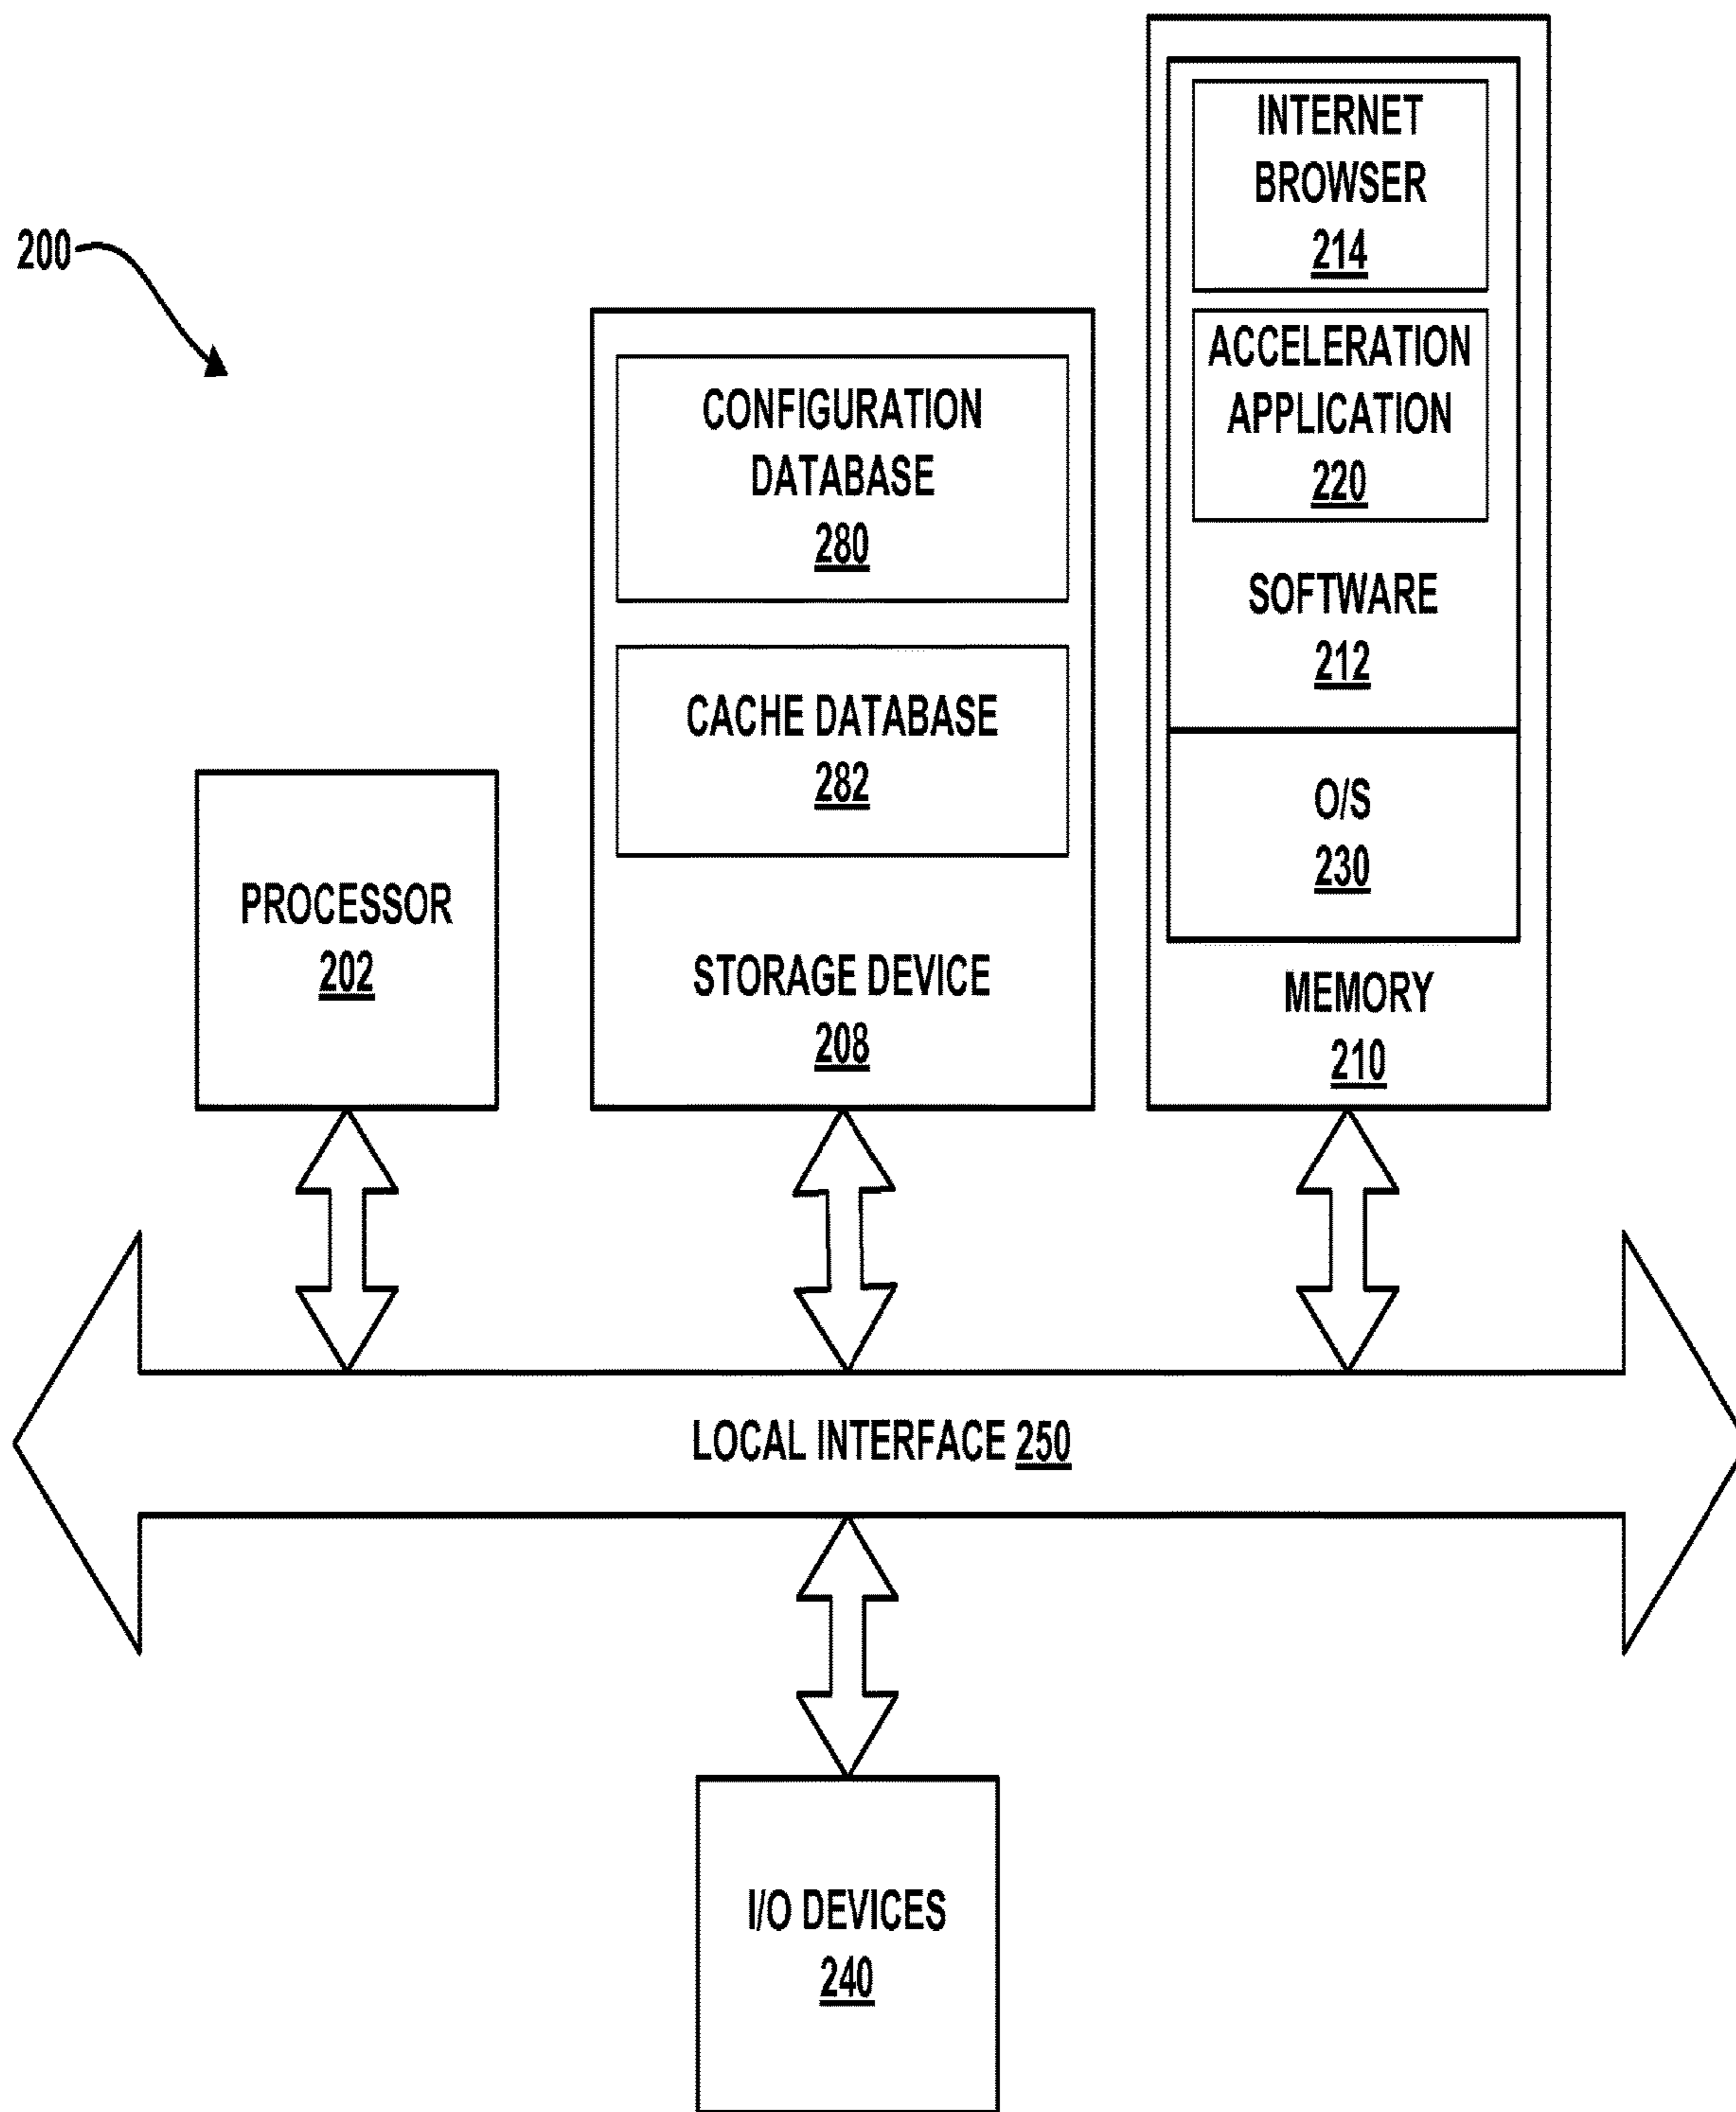 200
INTERNET
BROWSER
214
ACCELERATION
APPLICATION
220
SOFTWARE
212
O/S
230
MEMORY
210
CONFIGURATION
DATABASE
280
CACHE DATABASE
282
STORAGE DEVICE
208
PROCESSOR
202
LOCAL INTERFACE 250
I/O DEVICES
240